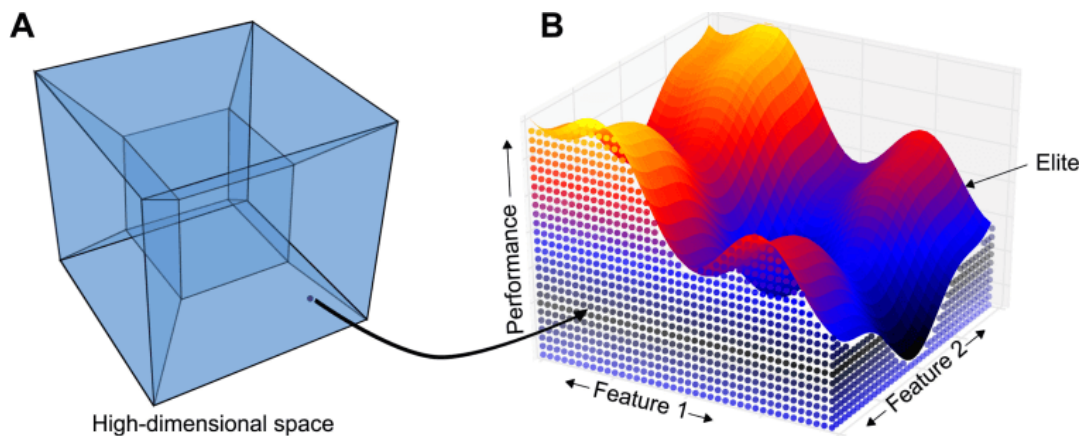 A
B
Elite
Performance
Feature 1
Feature 2
High-dimensional space